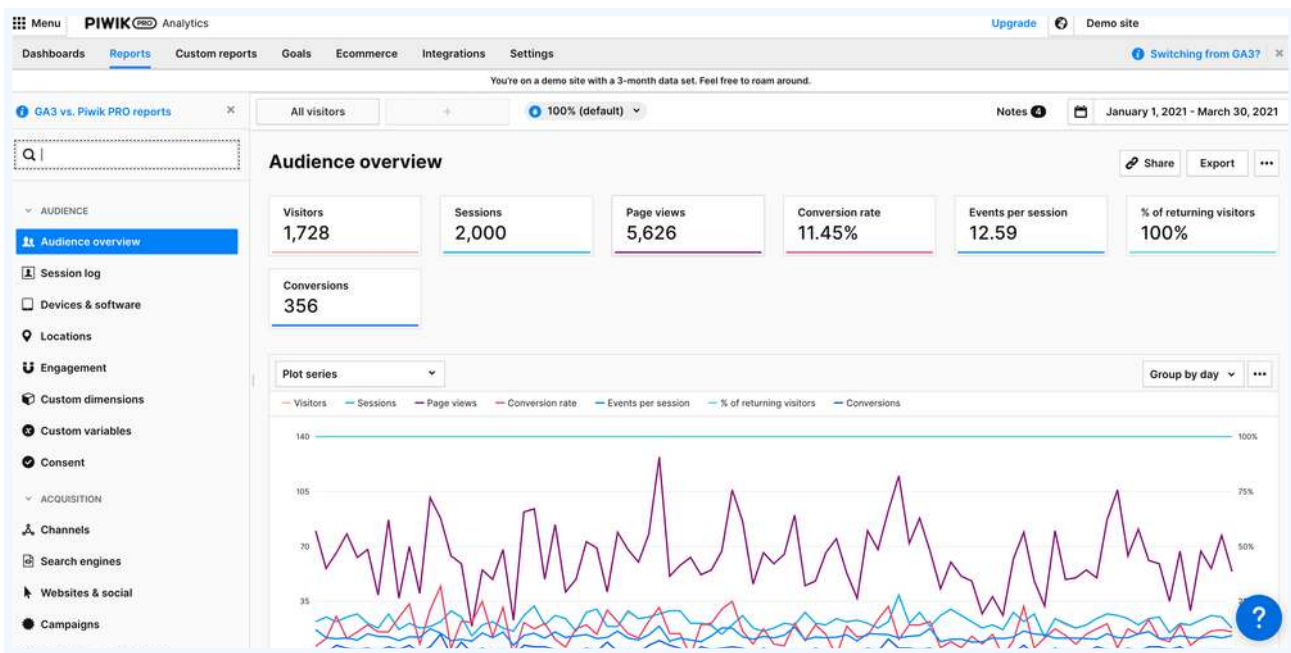 Menu PIWIK PRO Analytics Upgrade Demo site
Dashboards Reports Custom reports Goals Ecommerce Integrations Settings Switching from GA3?
You're on a demo site with a 3-month data set. Feel free to roam around.
GA3 vs. Piwik PRO reports All visitors + 100% (default) Notes 4 January 1, 2021 - March 30, 2021
Audience overview Share Export
AUDIENCE
Audience overview
Session log
Devices & software
Locations
Engagement
Custom dimensions
Custom variables
Consent
ACQUISITION
Channels
Search engines
Websites & social
Campaigns
Visitors Sessions Page views Conversion rate Events per session % of returning visitors
1,728 2,000 5,626 11.45% 12.59 100%
Conversions
356
Plot series Group by day
Visitors Sessions Page views Conversion rate Events per session % of returning visitors Conversions
140 100%
105 75%
70 50%
35
?